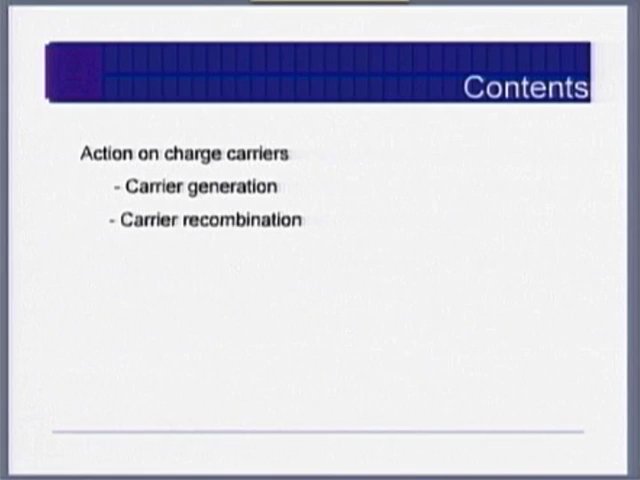 Contents
Action on charge carriers
- Carrier generation
- Carrier recombination